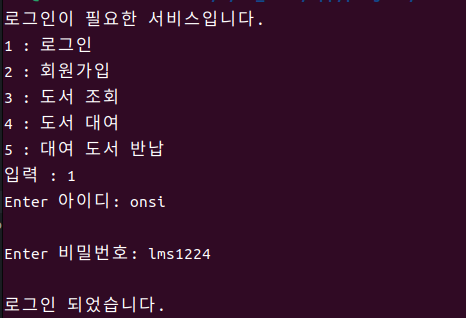 로그인이 필요한 서비스입니다.
1 : 로그인
2 : 회원가입
3 : 도서 조회
4 : 도서 대여
5 : 대여 도서 반납
입력 : 1
Enter 아이디: onsi
Enter 비밀번호: lms1224
로그인 되었습니다.